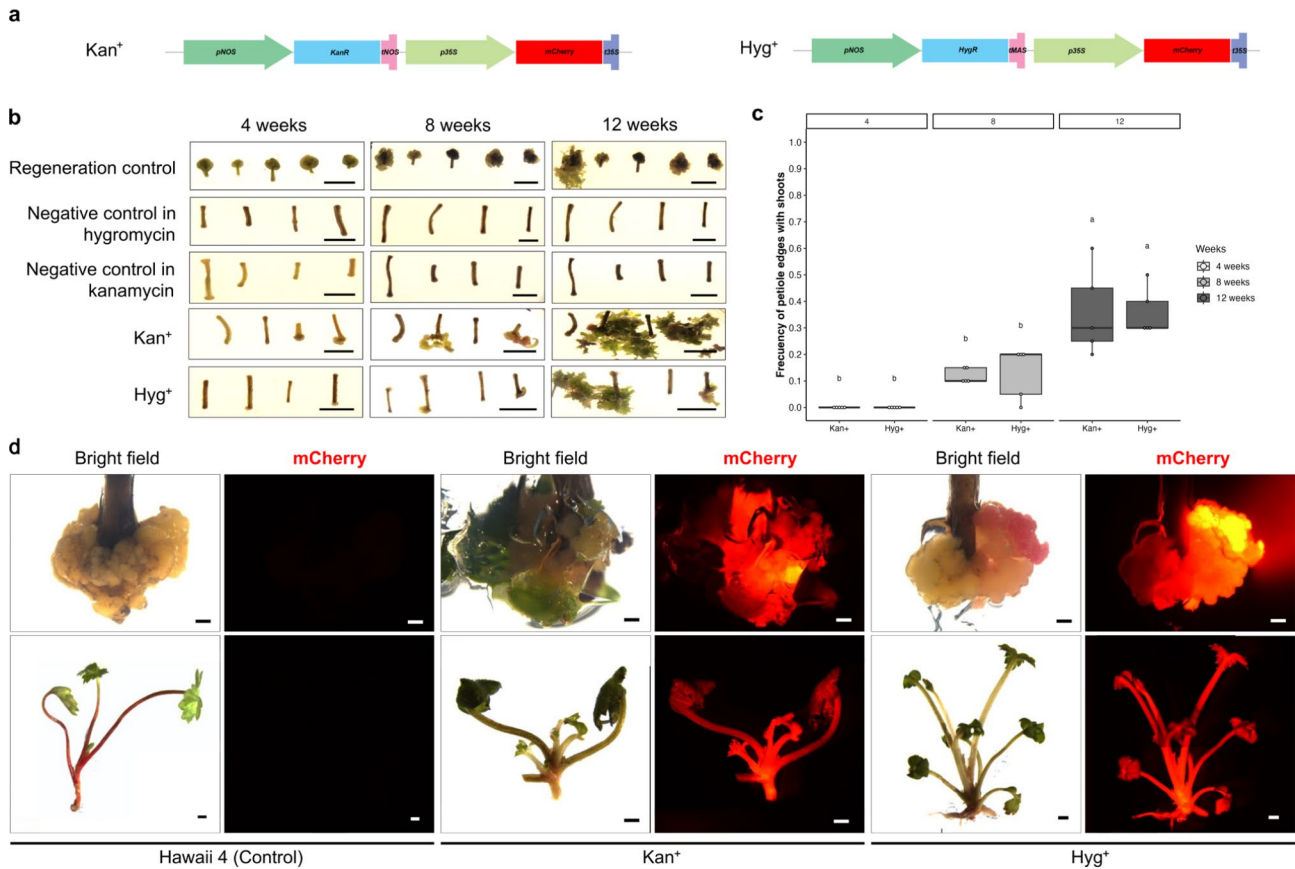 a
Kan⁺
pNOS KanR tNOS p35S mCherry t35S
Hyg⁺
pNOS HygR tMAS p35S mCherry t35S
b
4 weeks 8 weeks 12 weeks
Regeneration control
Negative control in
hygromycin
Negative control in
kanamycin
Kan⁺
Hyg⁺
c
4 8 12
Frecuency of petiole edges with shoots
1.0
0.9
0.8
0.7
0.6
0.5
0.4
0.3
0.2
0.1
0.0
b b b b a a
Kan+ Hyg+ Kan+ Hyg+ Kan+ Hyg+
Weeks
4 weeks
8 weeks
12 weeks
d
Bright field mCherry Bright field mCherry Bright field mCherry
Hawaii 4 (Control) Kan⁺ Hyg⁺